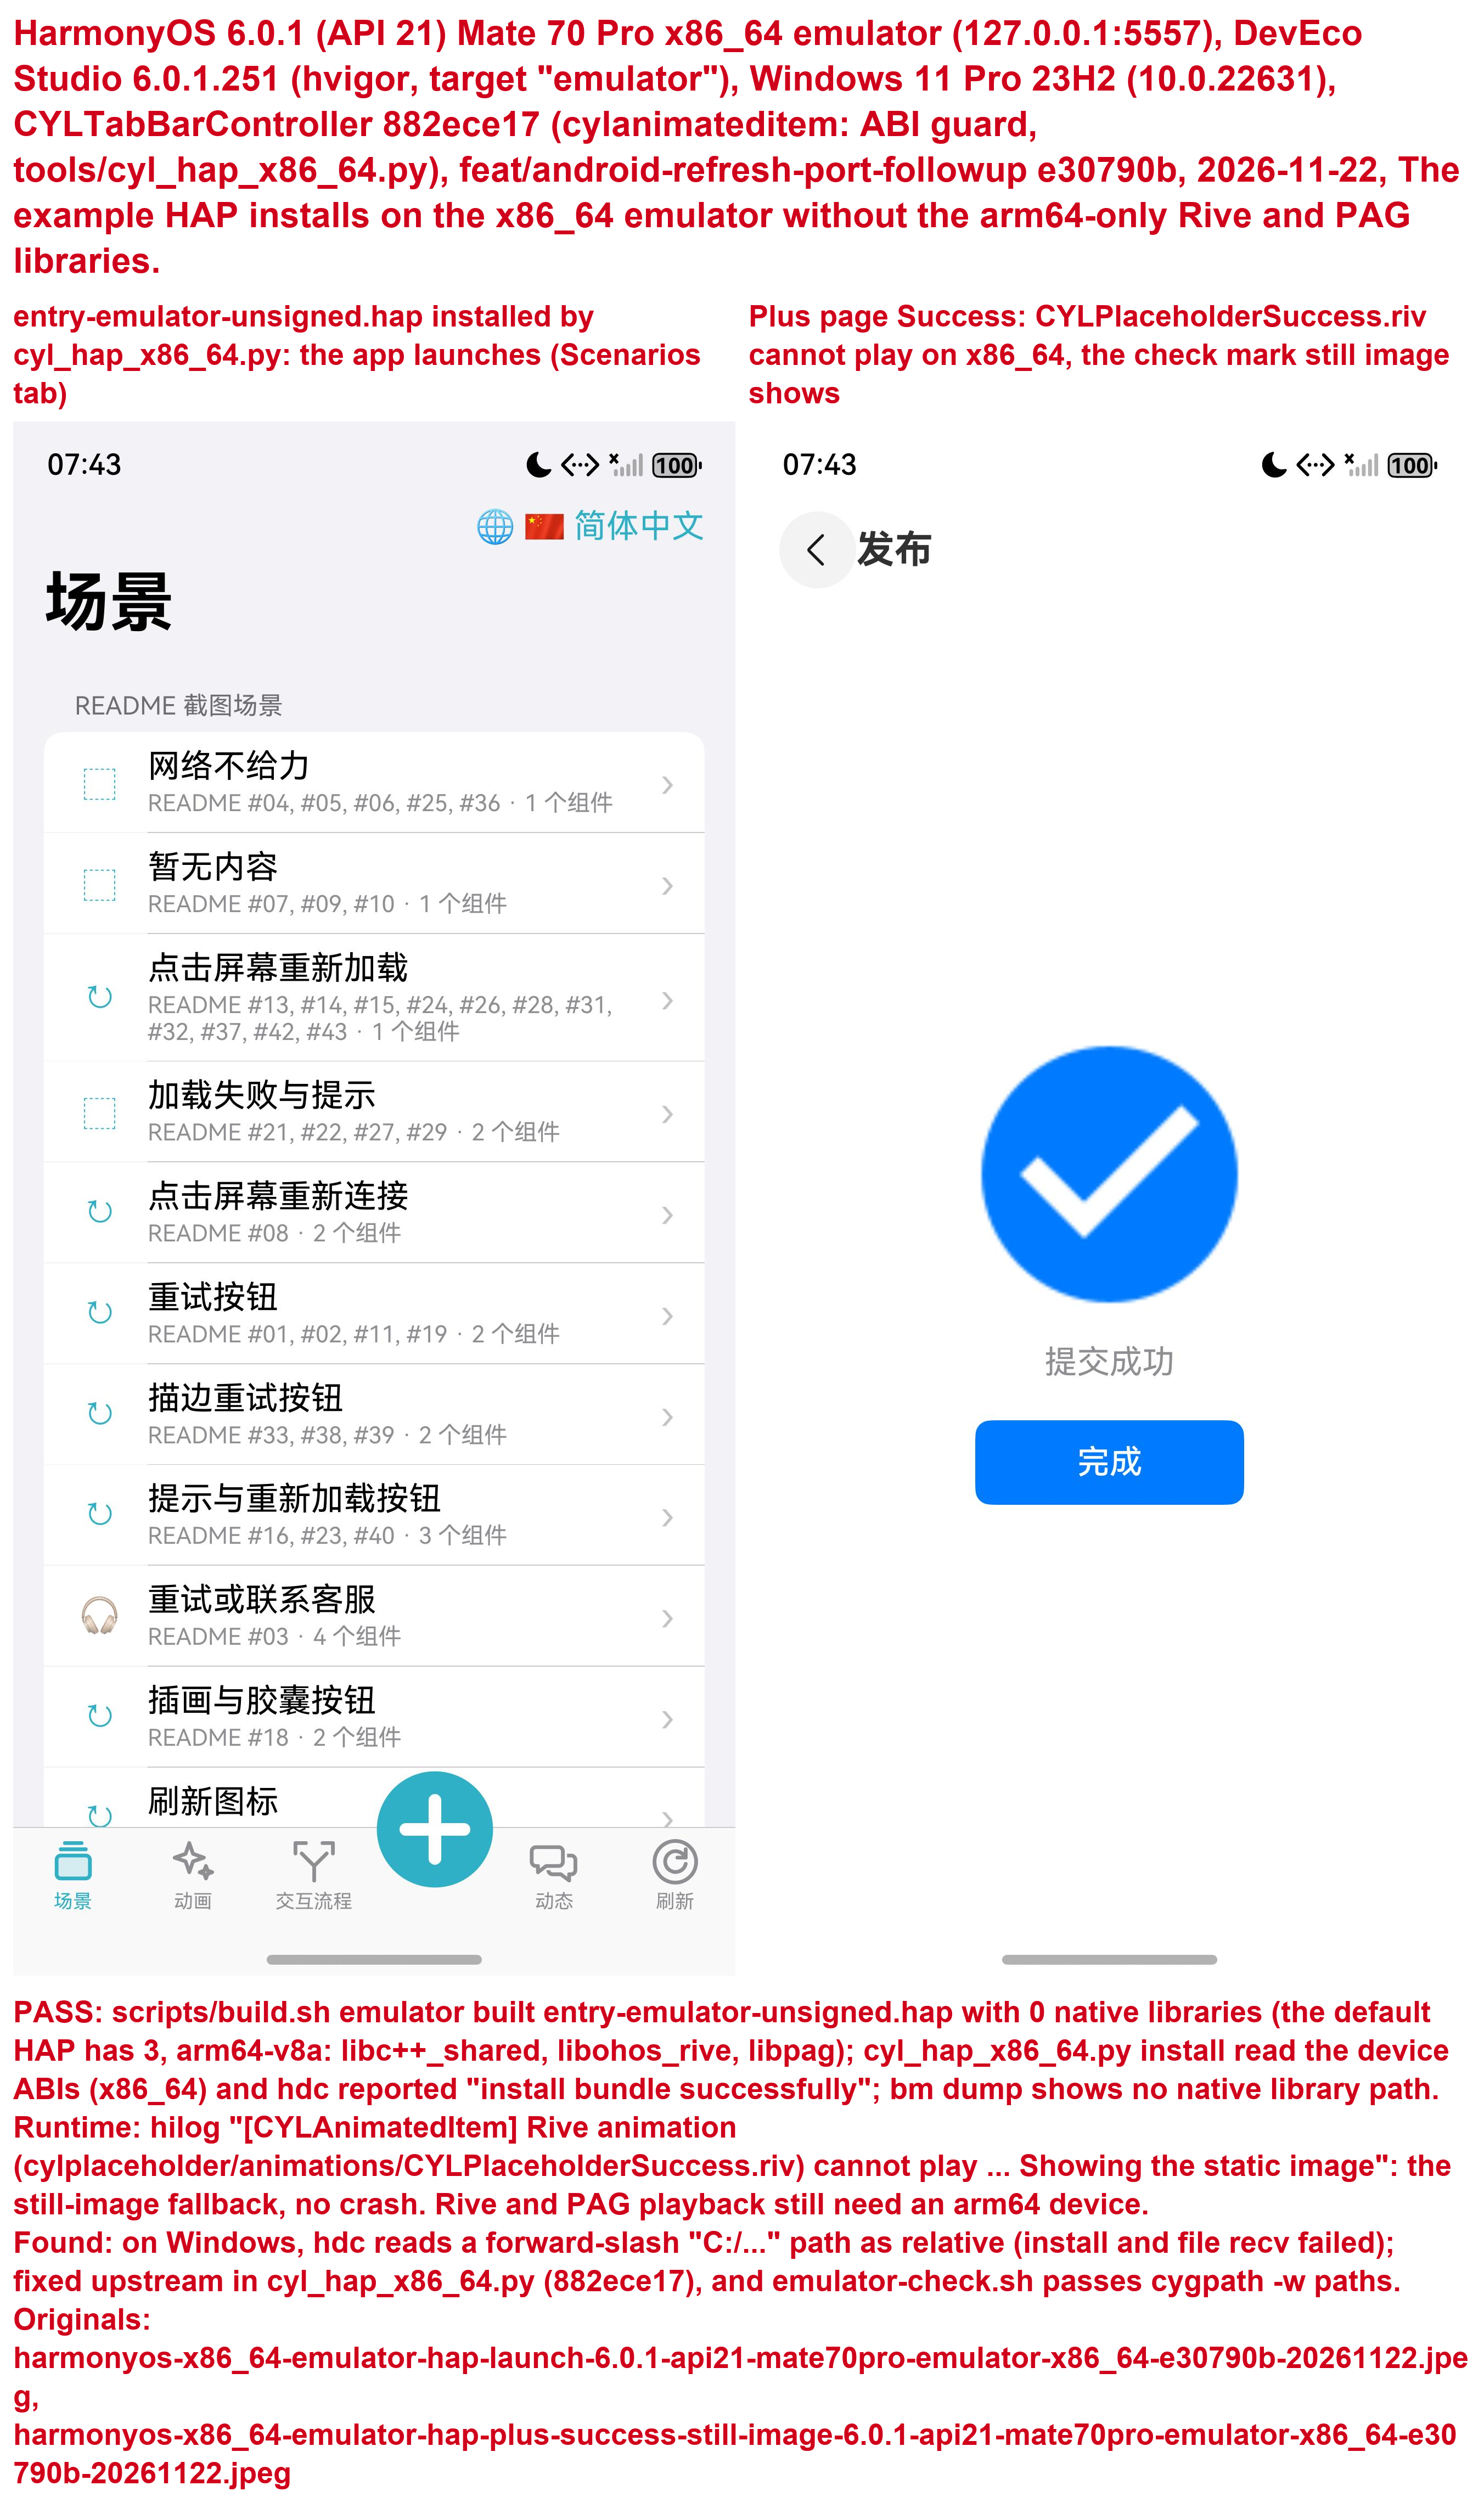 HarmonyOS 6.0.1 (API 21) Mate 70 Pro x86_64 emulator (127.0.0.1:5557), DevEco
Studio 6.0.1.251 (hvigor, target "emulator"), Windows 11 Pro 23H2 (10.0.22631),
CYLTabBarController 882ece17 (cylanimateditem: ABI guard,
tools/cyl_hap_x86_64.py), feat/android-refresh-port-followup e30790b, 2026-11-22, The
example HAP installs on the x86_64 emulator without the arm64-only Rive and PAG
libraries.
entry-emulator-unsigned.hap installed by
cyl_hap_x86_64.py: the app launches (Scenarios
tab)
07:43
100
简体中文
场景
README 截图场景
网络不给力
README #04, #05, #06, #25, #36 · 1 个组件
暂无内容
README #07, #09, #10 · 1 个组件
点击屏幕重新加载
README #13, #14, #15, #24, #26, #28, #31,
#32, #37, #42, #43 · 1 个组件
加载失败与提示
README #21, #22, #27, #29 · 2 个组件
点击屏幕重新连接
README #08 · 2 个组件
重试按钮
README #01, #02, #11, #19 · 2 个组件
描边重试按钮
README #33, #38, #39 · 2 个组件
提示与重新加载按钮
README #16, #23, #40 · 3 个组件
重试或联系客服
README #03 · 4 个组件
插画与胶囊按钮
README #18 · 2 个组件
刷新图标
场景
动画
交互流程
动态
刷新
Plus page Success: CYLPlaceholderSuccess.riv
cannot play on x86_64, the check mark still image
shows
07:43
100
发布
提交成功
完成
PASS: scripts/build.sh emulator built entry-emulator-unsigned.hap with 0 native libraries (the default
HAP has 3, arm64-v8a: libc++_shared, libohos_rive, libpag); cyl_hap_x86_64.py install read the device
ABIs (x86_64) and hdc reported "install bundle successfully"; bm dump shows no native library path.
Runtime: hilog "[CYLAnimatedItem] Rive animation
(cylplaceholder/animations/CYLPlaceholderSuccess.riv) cannot play ... Showing the static image": the
still-image fallback, no crash. Rive and PAG playback still need an arm64 device.
Found: on Windows, hdc reads a forward-slash "C:/..." path as relative (install and file recv failed);
fixed upstream in cyl_hap_x86_64.py (882ece17), and emulator-check.sh passes cygpath -w paths.
Originals:
harmonyos-x86_64-emulator-hap-launch-6.0.1-api21-mate70pro-emulator-x86_64-e30790b-20261122.jpe
g,
harmonyos-x86_64-emulator-hap-plus-success-still-image-6.0.1-api21-mate70pro-emulator-x86_64-e30
790b-20261122.jpeg